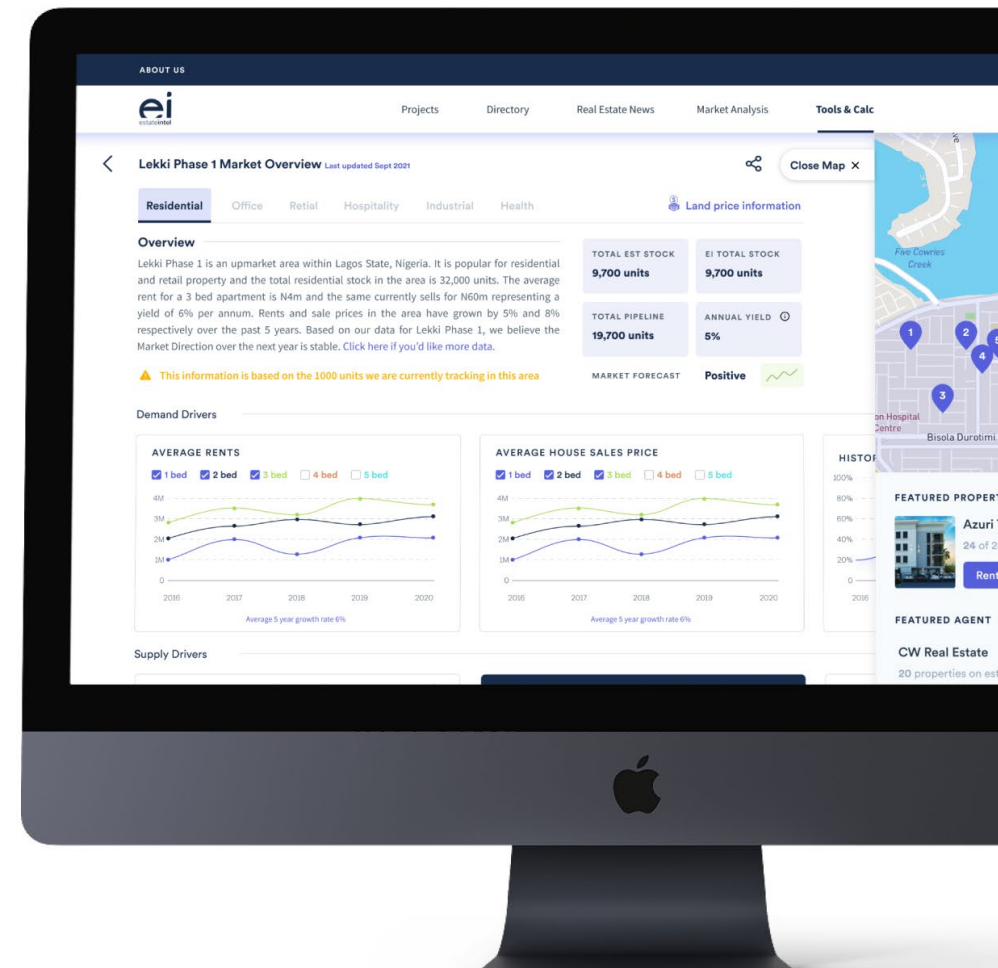 ABOUT US
ei
estateintel
Projects
Directory
Real Estate News
Market Analysis
Tools & Calc
Lekki Phase 1 Market Overview Last updated Sept 2021
Close Map ×
Residential
Office
Retial
Hospitality
Industrial
Health
Land price information
Overview
Lekki Phase 1 is an upmarket area within Lagos State, Nigeria. It is popular for residential
and retail property and the total residential stock in the area is 32,000 units. The average
rent for a 3 bed apartment is N4m and the same currently sells for N60m representing a
yield of 6% per annum. Rents and sale prices in the area have grown by 5% and 8%
respectively over the past 5 years. Based on our data for Lekki Phase 1, we believe the
Market Direction over the next year is stable. Click here if you'd like more data.
This information is based on the 1000 units we are currently tracking in this area
TOTAL EST STOCK
9,700 units
EI TOTAL STOCK
9,700 units
TOTAL PIPELINE
19,700 units
ANNUAL YIELD
5%
MARKET FORECAST
Positive
Five Cowries
Creek
1
2
4
3
on Hospital
Centre
Bisola Durotimi
Demand Drivers
AVERAGE RENTS
1 bed 2 bed 3 bed 4 bed 5 bed
4M
3M
2M
1M
0
2016 2017 2018 2019 2020
Average 5 year growth rate 6%
AVERAGE HOUSE SALES PRICE
1 bed 2 bed 3 bed 4 bed 5 bed
4M
3M
2M
1M
0
2016 2017 2018 2019 2020
Average 5 year growth rate 6%
HISTOR
100%
80%
60%
40%
20%
0
2016
FEATURED PROPERT
Azuri
24 of 2
Rent
FEATURED AGENT
CW Real Estate
20 properties on est
Supply Drivers